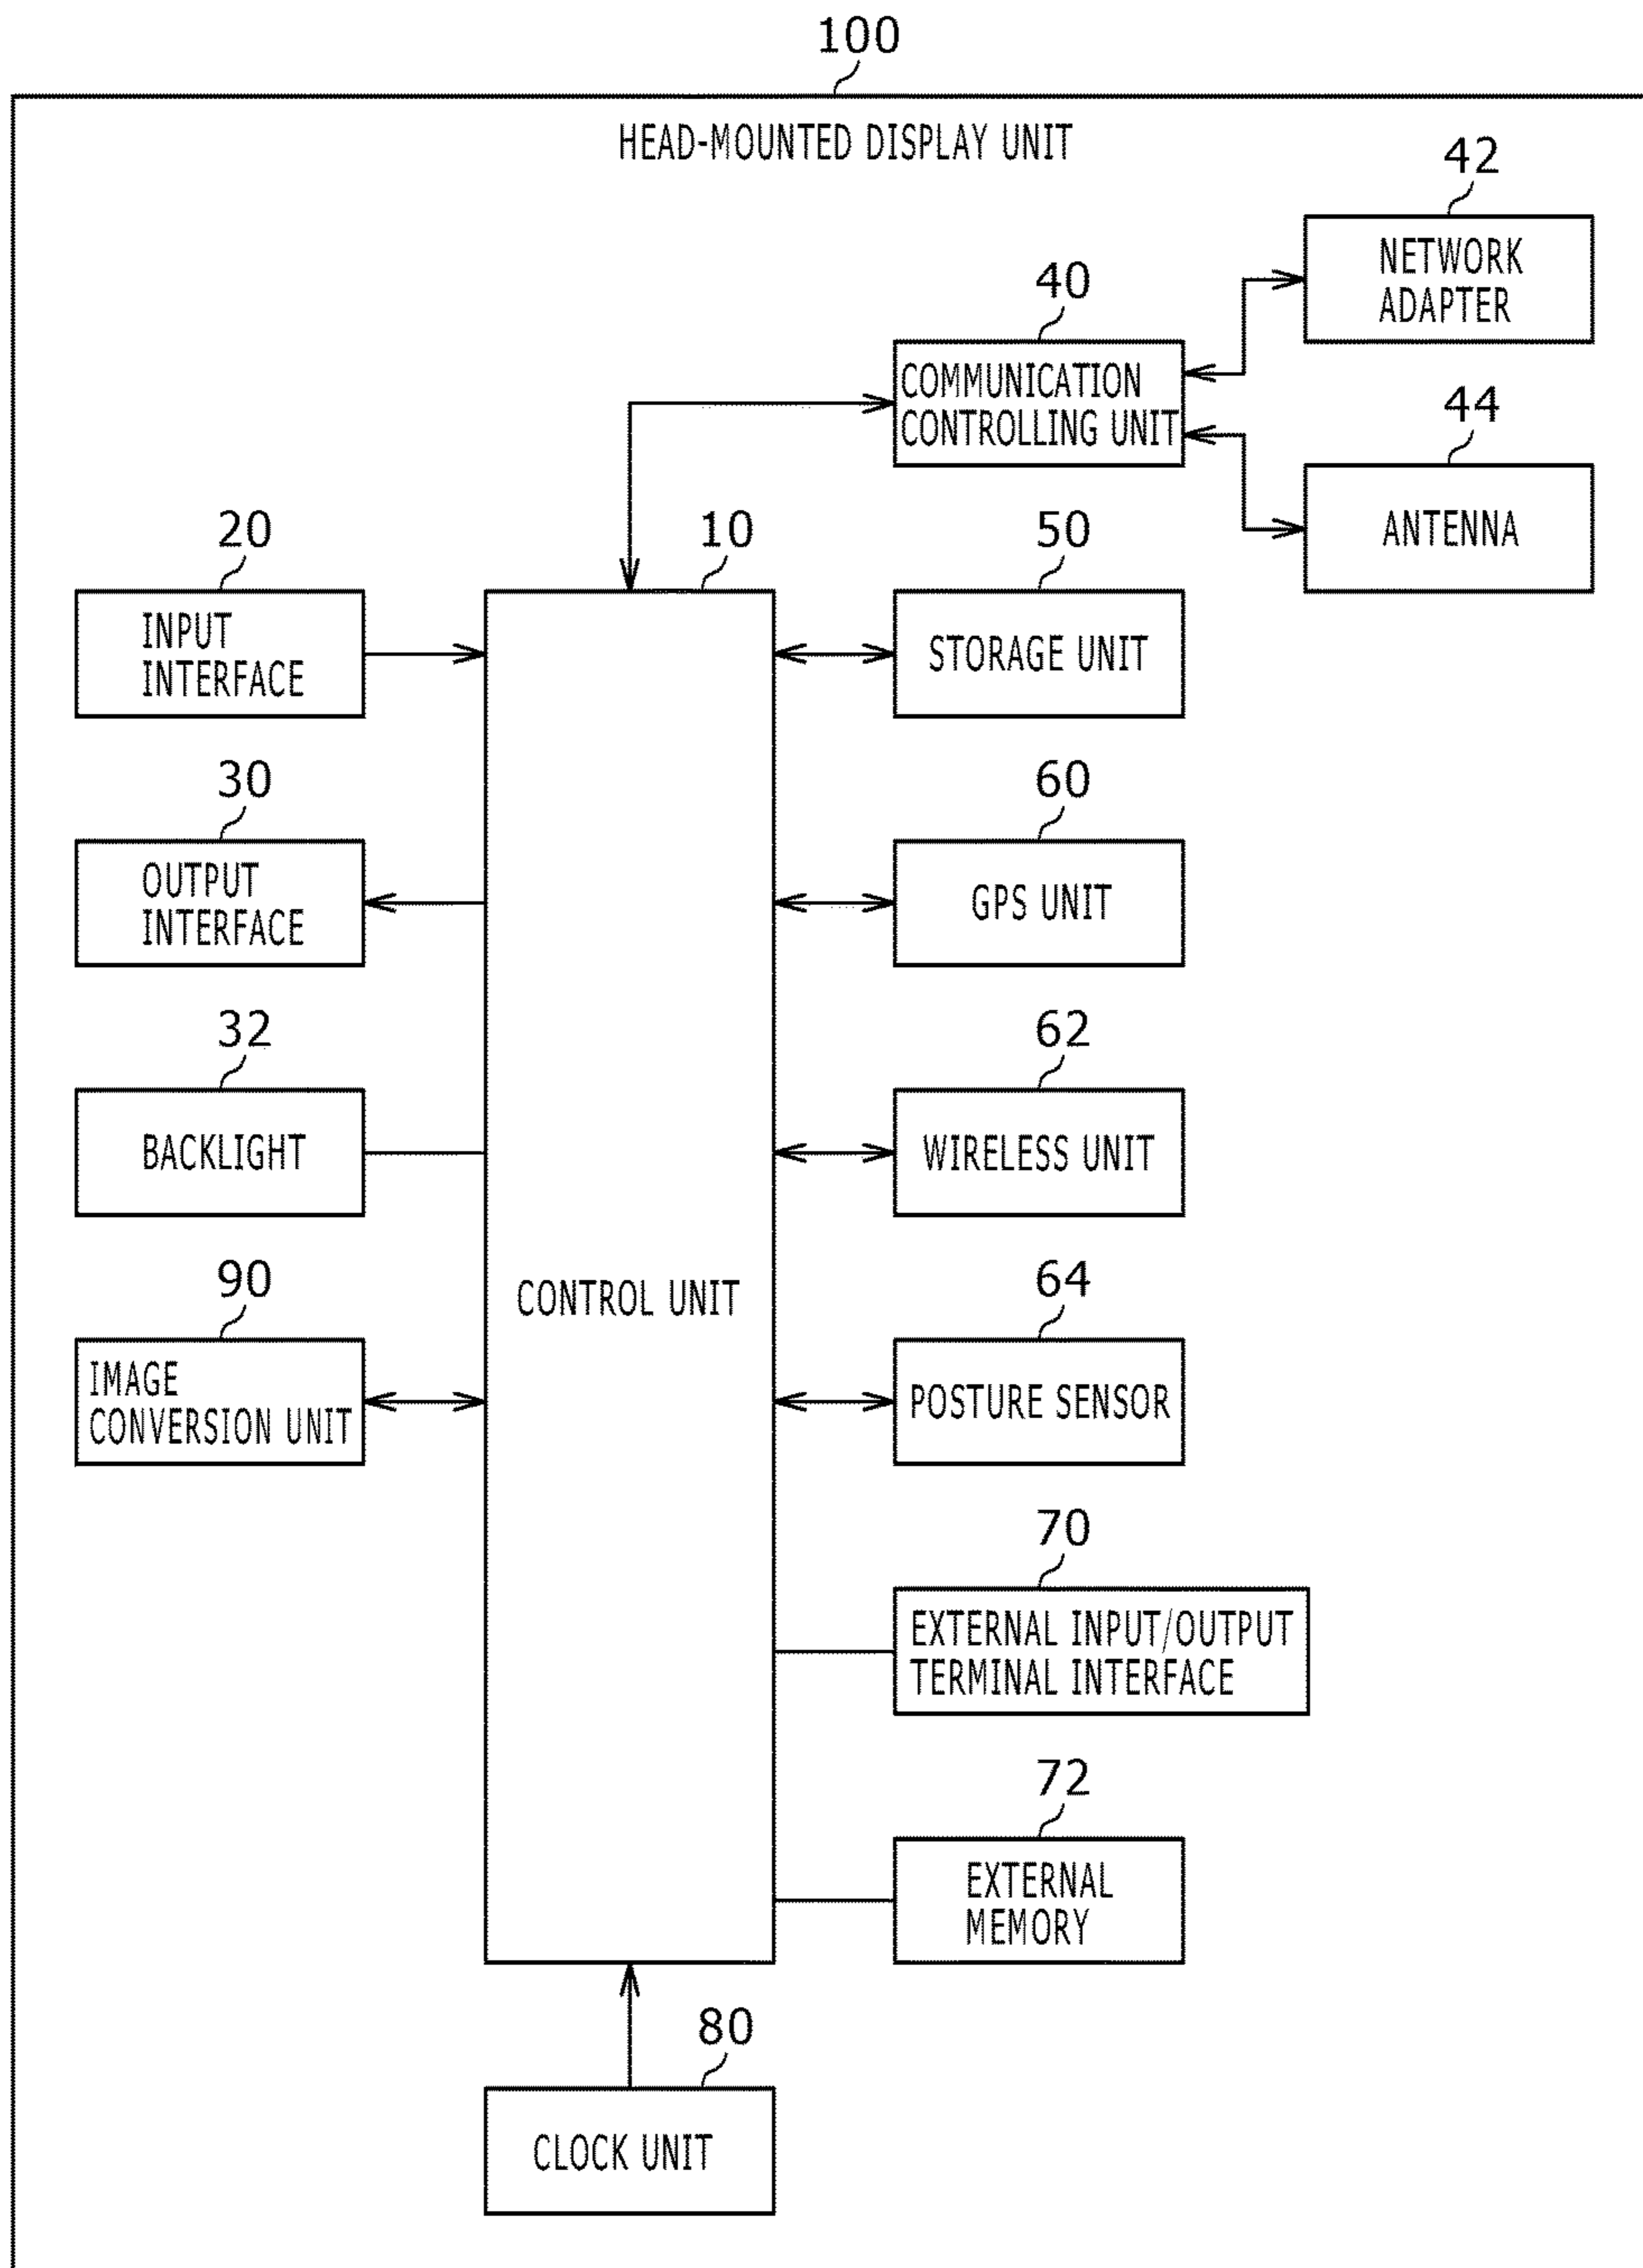 100
HEAD-MOUNTED DISPLAY UNIT
42
NETWORK
ADAPTER
40
COMMUNICATION
CONTROLLING UNIT
44
ANTENNA
20
INPUT
INTERFACE
10
CONTROL UNIT
50
STORAGE UNIT
30
OUTPUT
INTERFACE
60
GPS UNIT
32
BACKLIGHT
62
WIRELESS UNIT
90
IMAGE
CONVERSION UNIT
64
POSTURE SENSOR
70
EXTERNAL INPUT/OUTPUT
TERMINAL INTERFACE
72
EXTERNAL
MEMORY
80
CLOCK UNIT